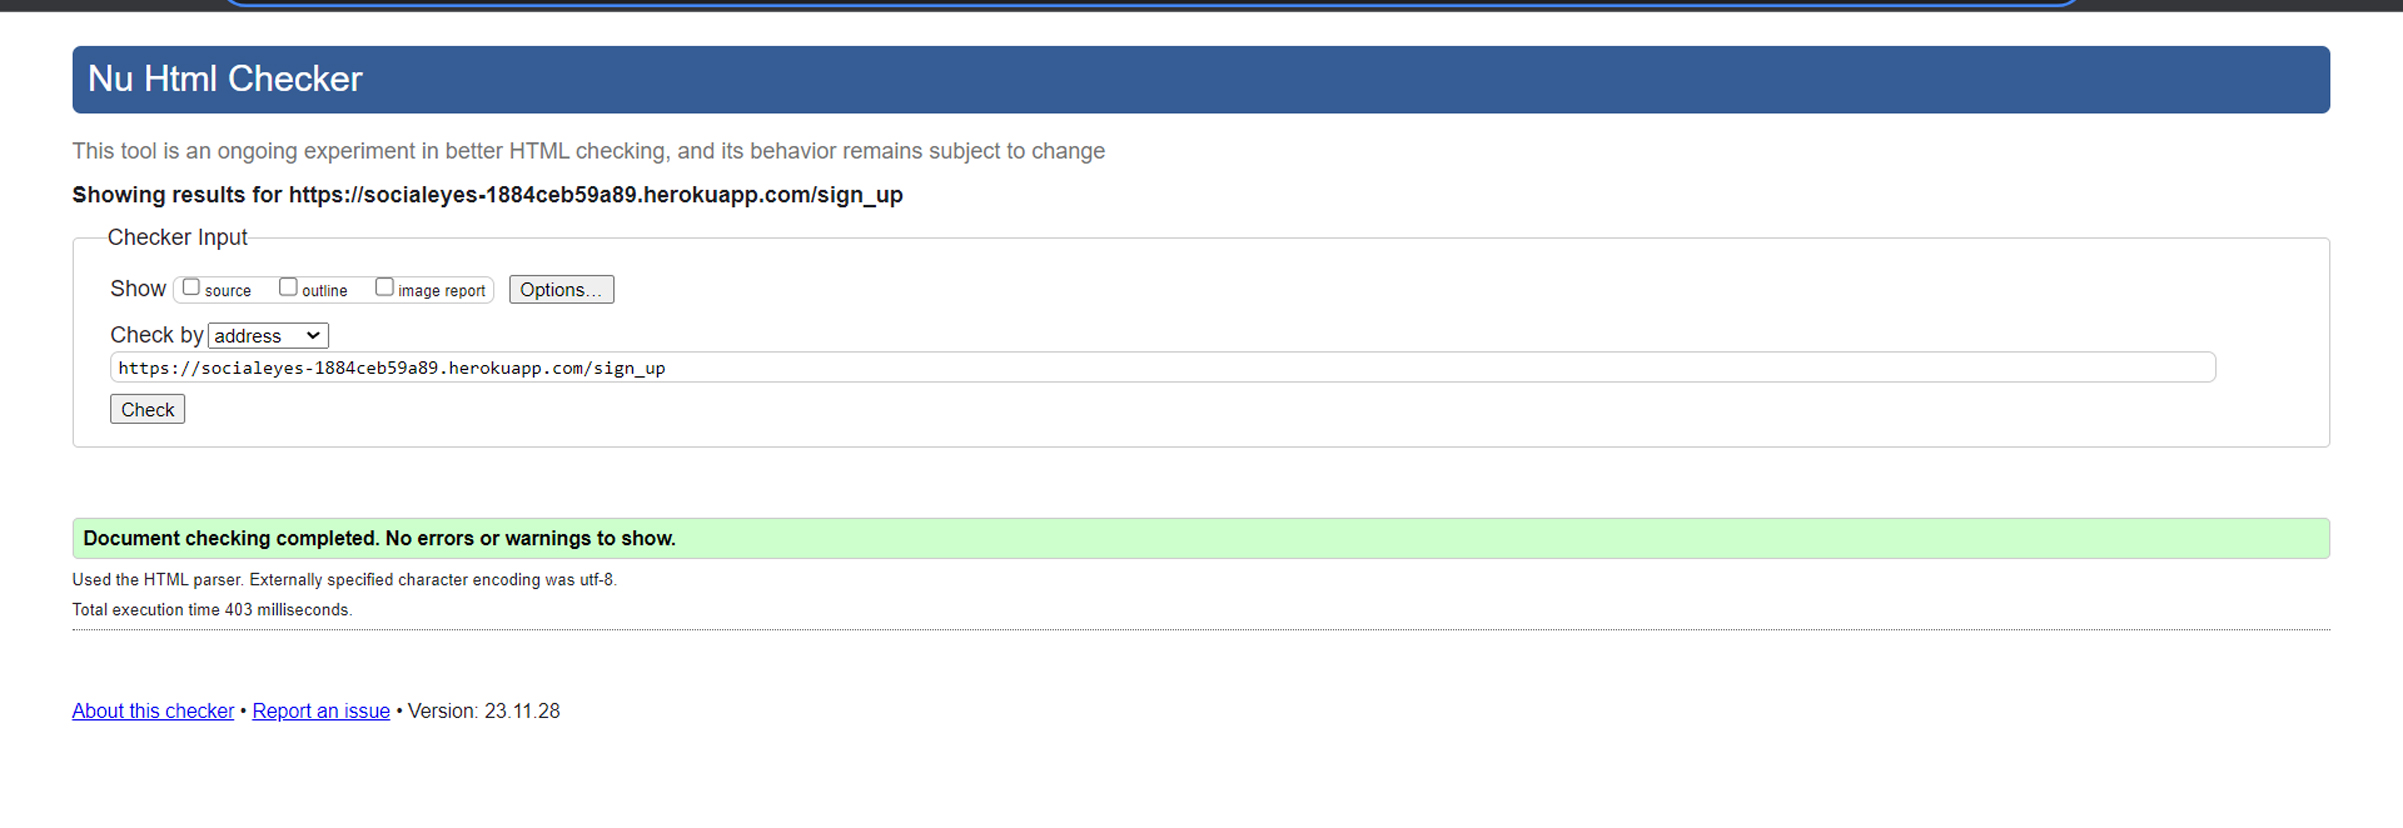 Nu Html Checker
This tool is an ongoing experiment in better HTML checking, and its behavior remains subject to change
Showing results for https://socialeyes-1884ceb59a89.herokuapp.com/sign_up
Checker Input
Show source outline image report Options...
Check by address
https://socialeyes-1884ceb59a89.herokuapp.com/sign_up
Check
Document checking completed. No errors or warnings to show.
Used the HTML parser. Externally specified character encoding was utf-8.
Total execution time 403 milliseconds.
About this checker • Report an issue • Version: 23.11.28